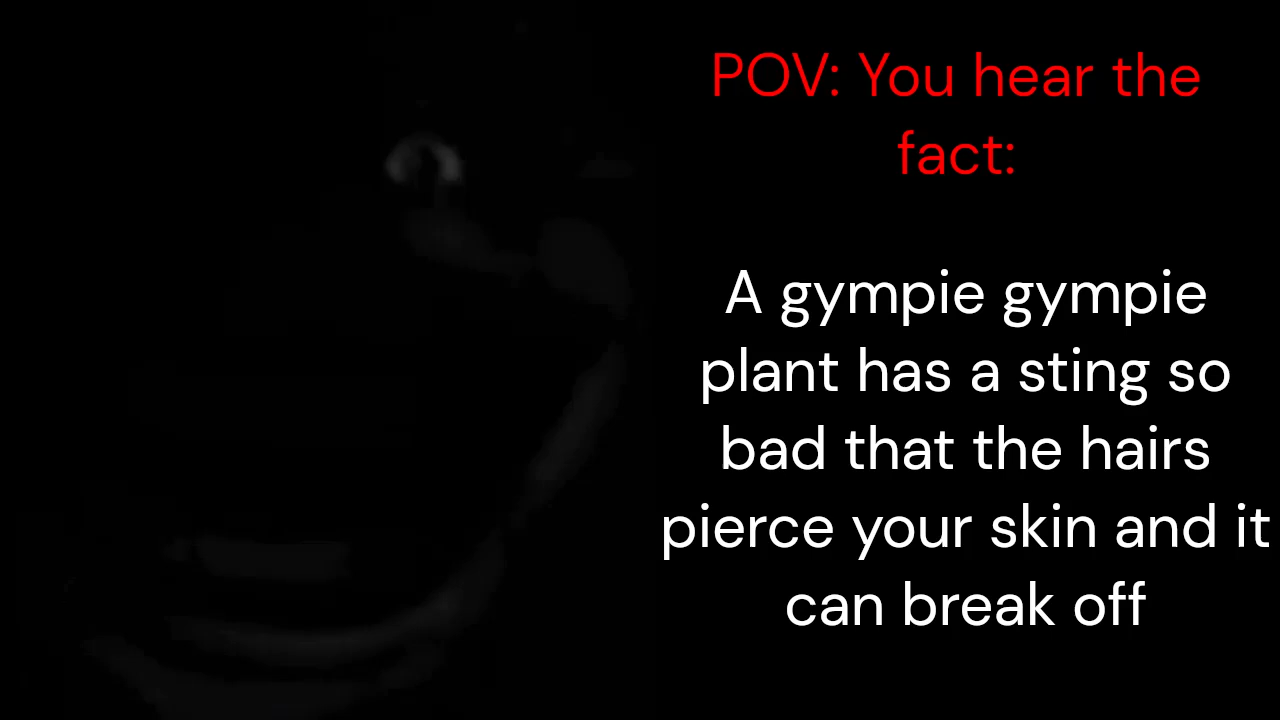 POV: You hear the
fact:
A gympie gympie
plant has a sting so
bad that the hairs
pierce your skin and it
can break off